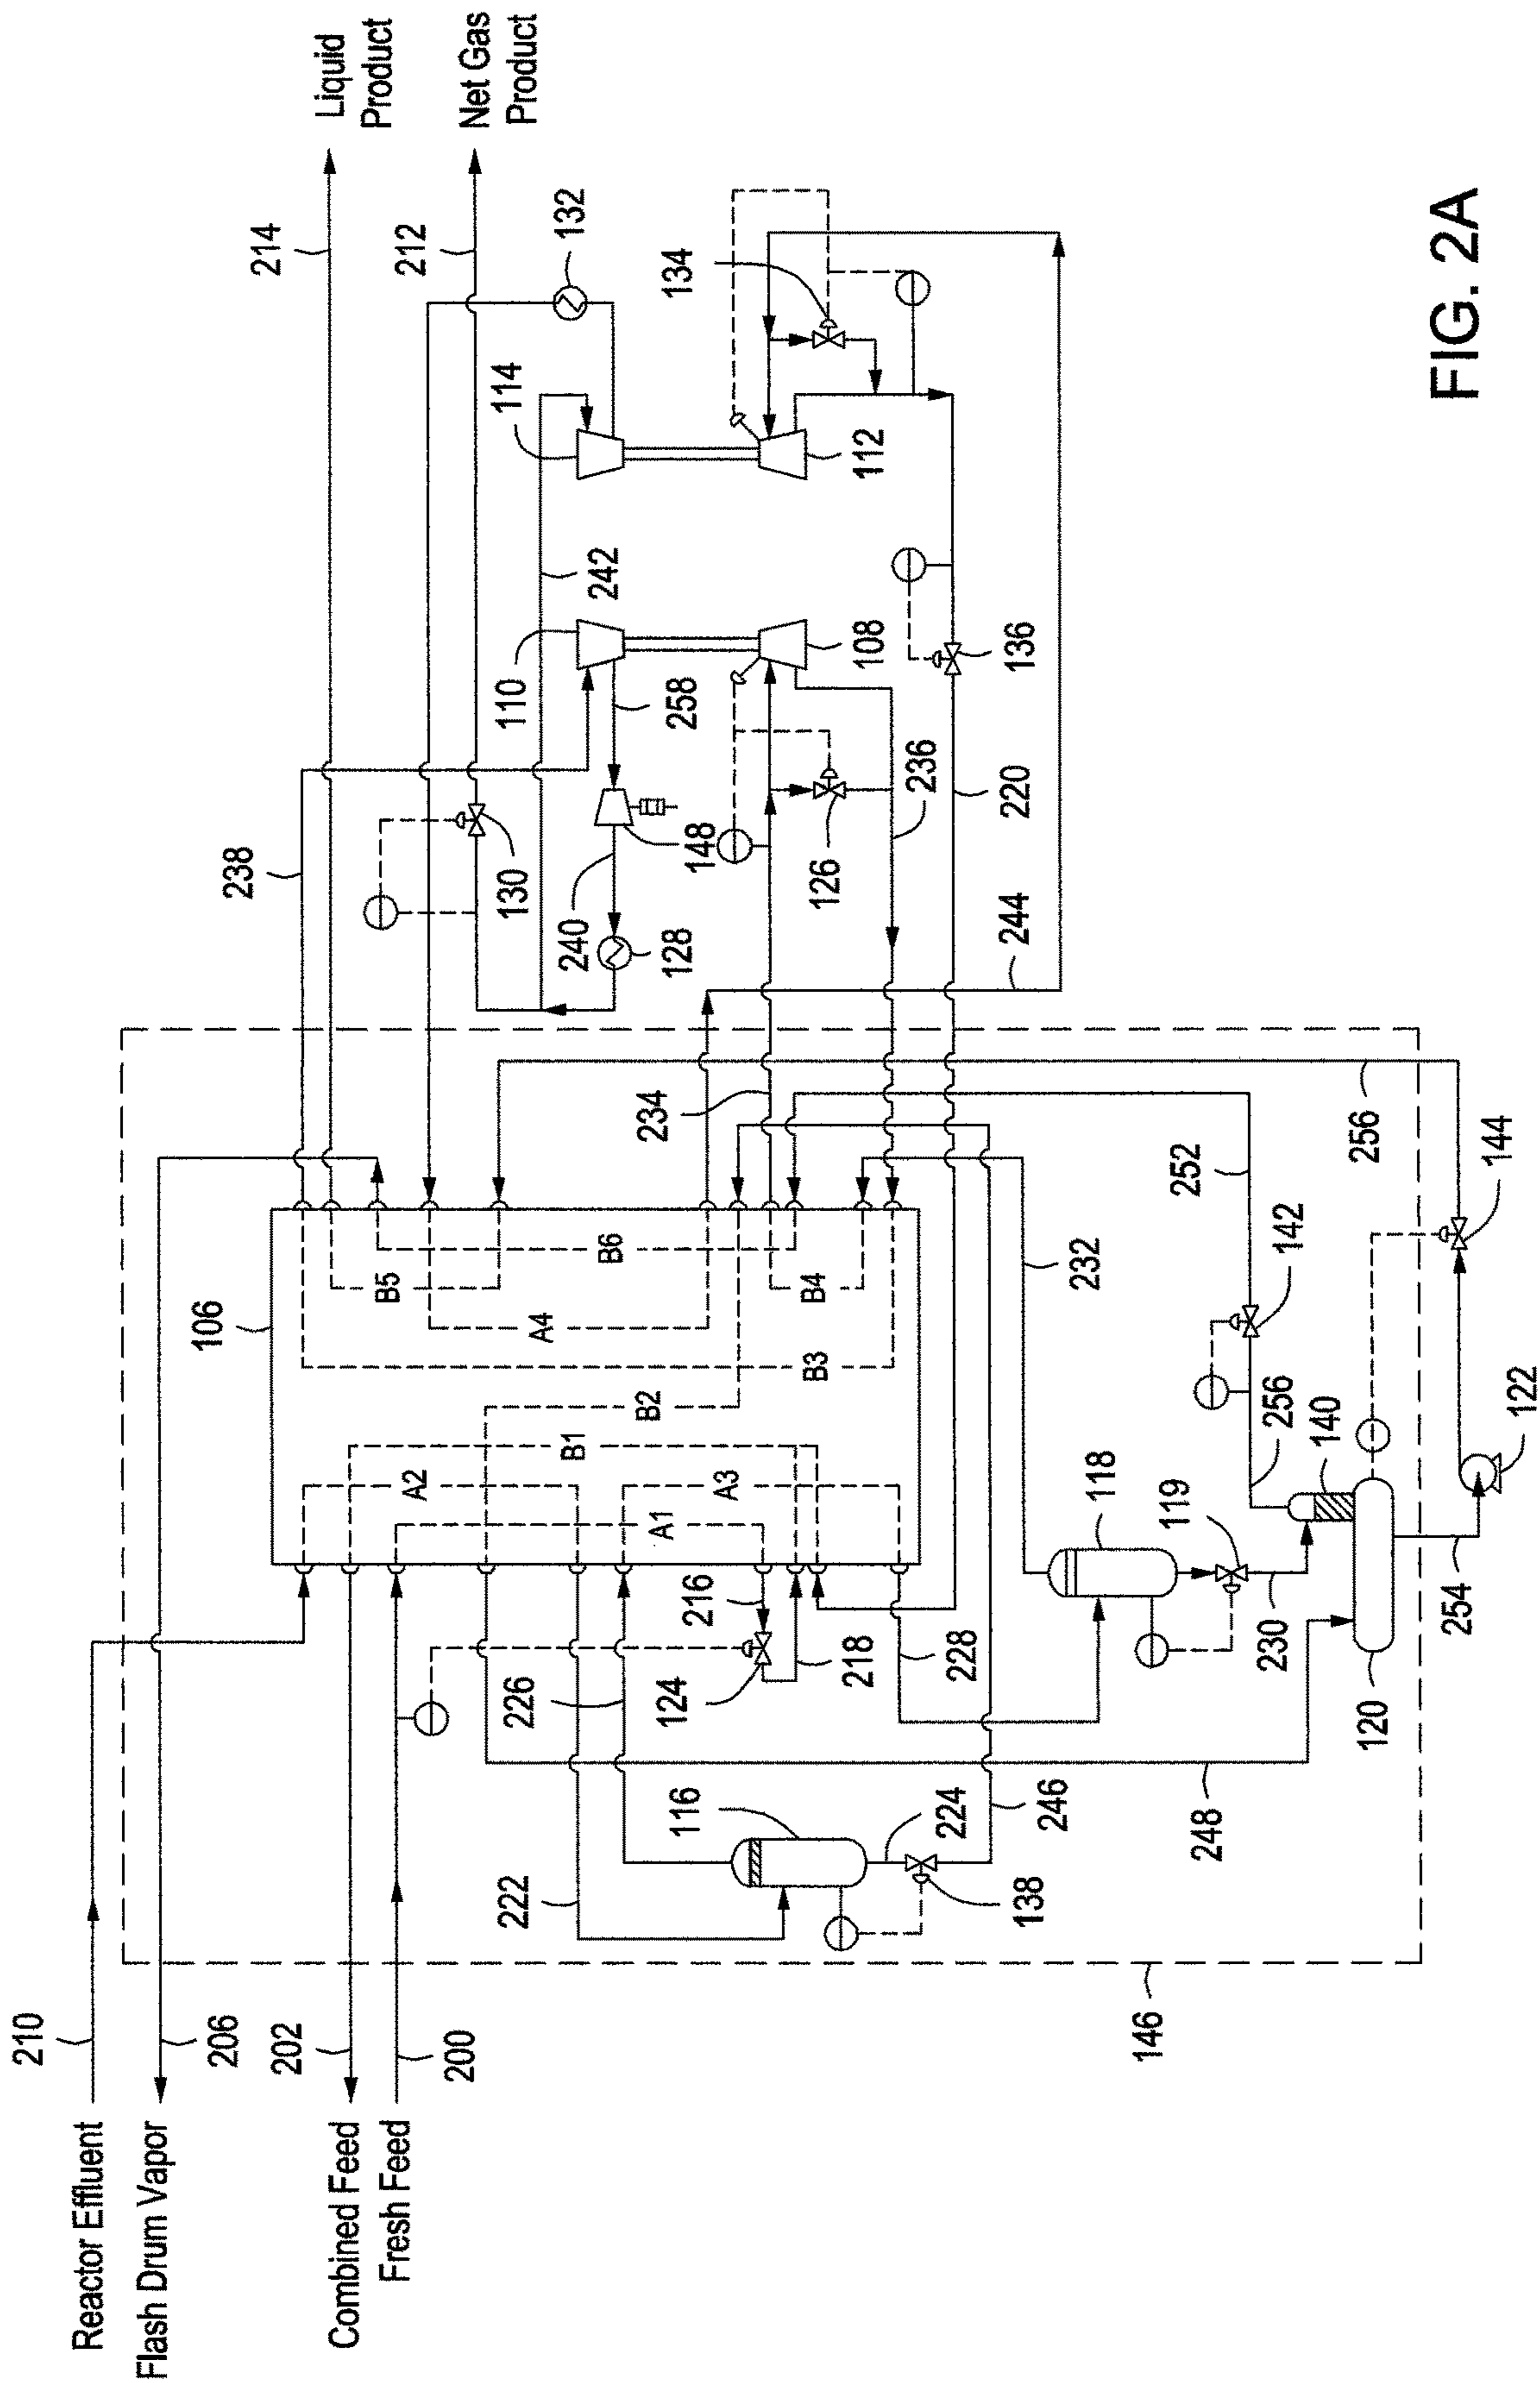 Liquid
Product
Net Gas
Product
214
212
132
134
114
112
242
110
108
136
258
236
220
238
130
148
126
240
128
244
234
256
252
144
106
B6
B5
B4
142
232
A4
B3
B2
256
140
122
B1
A2
A3
118
119
A1
216
218
228
230
254
226
124
120
116
224
246
248
222
138
146
210
206
202
200
Reactor Effluent
Flash Drum Vapor
Combined Feed
Fresh Feed
FIG. 2A